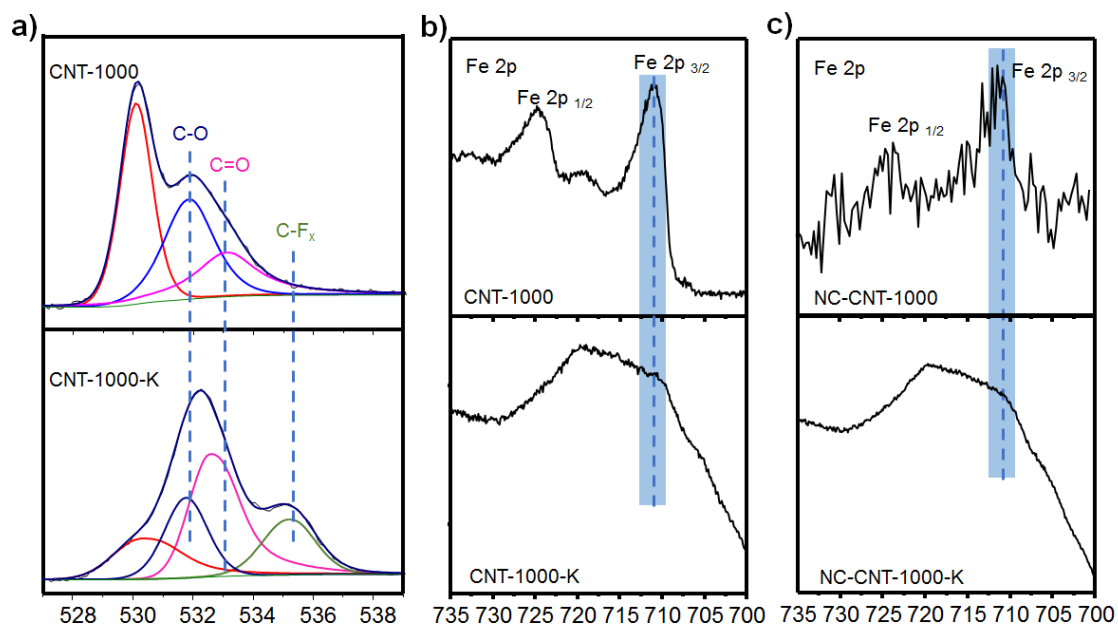 a)
CNT-1000
C-O
C=O
C-Fx
CNT-1000-K
528 530 532 534 536 538
b)
Fe 2p
Fe 2p 3/2
Fe 2p 1/2
CNT-1000
CNT-1000-K
735 730 725 720 715 710 705 700
c)
Fe 2p
Fe 2p 3/2
Fe 2p 1/2
NC-CNT-1000
NC-CNT-1000-K
735 730 725 720 715 710 705 700